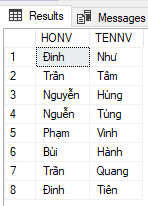 Results Messages
HONV TENNV
1 Đinh Như
2 Trần Tâm
3 Nguyễn Hùng
4 Nguễn Tùng
5 Phạm Vinh
6 Bùi Hành
7 Trần Quang
8 Đinh Tiên